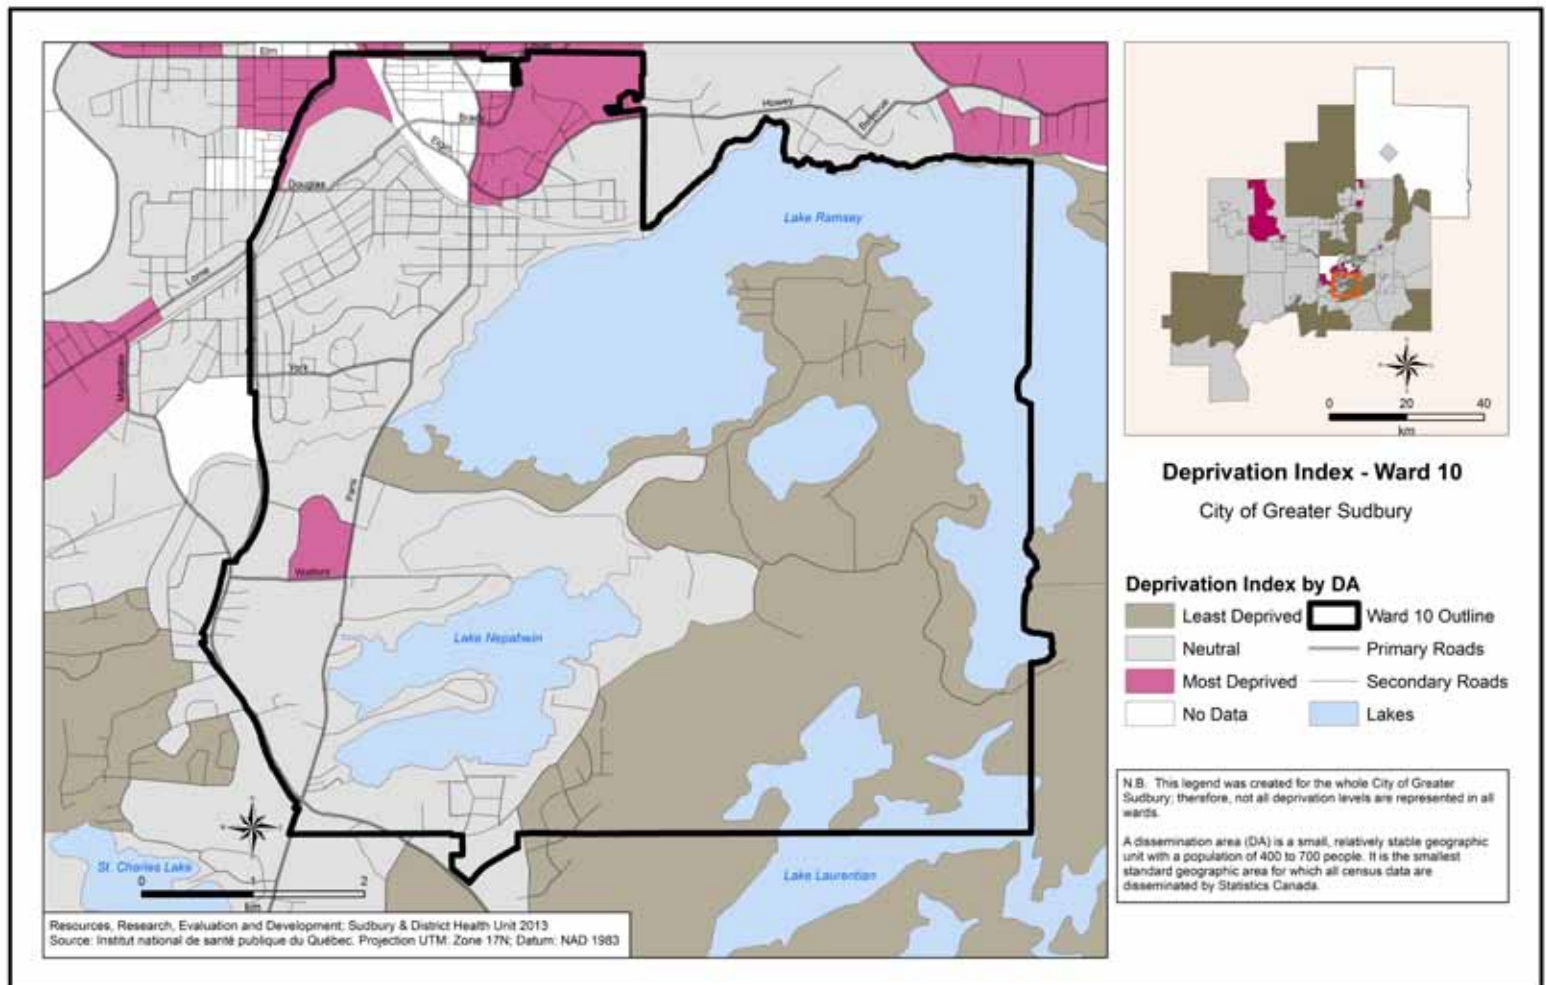 Elm
Howey
Bellevue
Brady
Elgin
Douglas
Lake Ramsey
Lorne
York
Martindale
Paris
Walford
Lake Nepahwin
St. Charles Lake
Lake Laurentian
0 1 2
km
Resources, Research, Evaluation and Development; Sudbury & District Health Unit 2013
Source: Institut national de santé publique du Québec. Projection UTM: Zone 17N; Datum: NAD 1983
0 20 40
km
Deprivation Index - Ward 10
City of Greater Sudbury
Deprivation Index by DA
Least Deprived
Ward 10 Outline
Neutral
Primary Roads
Most Deprived
Secondary Roads
No Data
Lakes
N.B. This legend was created for the whole City of Greater
Sudbury; therefore, not all deprivation levels are represented in all
wards.
A dissemination area (DA) is a small, relatively stable geographic
unit with a population of 400 to 700 people. It is the smallest
standard geographic area for which all census data are
disseminated by Statistics Canada.